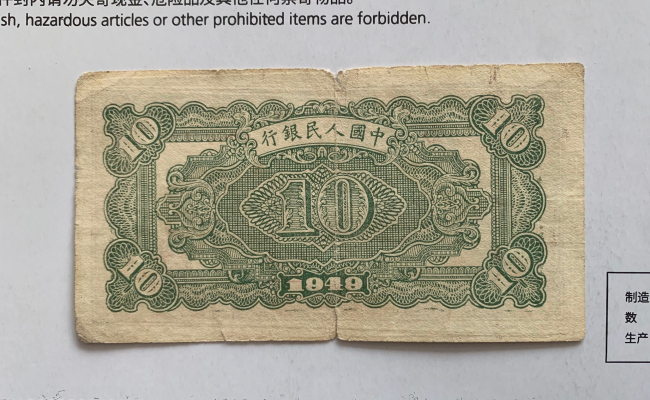 sh, hazardous articles or other prohibited items are forbidden.
10
10
行銀民人國中
10
10
10
1949
制造
数
生产